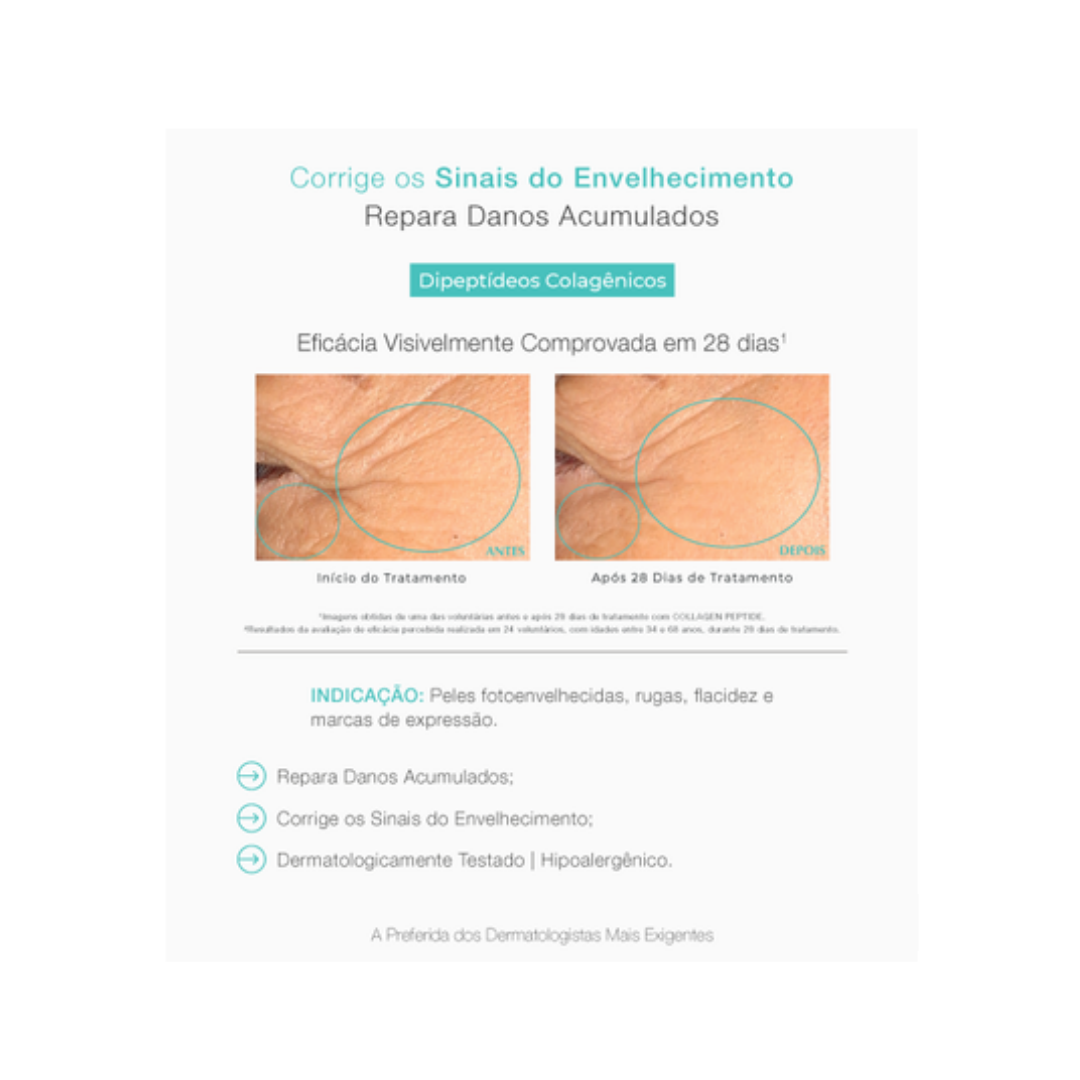 Corrige os Sinais do Envelhecimento
Repara Danos Acumulados
Dipeptídeos Colagênicos
Eficácia Visivelmente Comprovada em 28 dias¹
ANTES
DEPOIS
Início do Tratamento
Após 28 Dias de Tratamento
¹Imagens obtidas de uma das voluntárias antes e após 28 dias de tratamento com COLLAGEN PEPTIDE.
²Resultados da avaliação de eficácia percebida realizada em 24 voluntários, com idades entre 34 e 68 anos, durante 28 dias de tratamento.
INDICAÇÃO: Peles fotoenvelhecidas, rugas, flacidez e
marcas de expressão.
Repara Danos Acumulados;
Corrige os Sinais do Envelhecimento;
Dermatologicamente Testado | Hipoalergênico.
A Preferida dos Dermatologistas Mais Exigentes